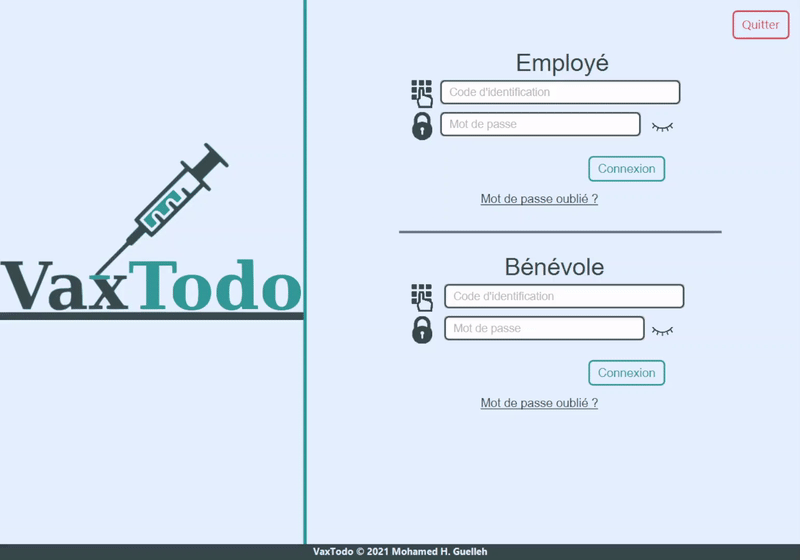 Quitter
VaxTodo
Employé
Code d'identification
Mot de passe
Connexion
Mot de passe oublié ?
Bénévole
Code d'identification
Mot de passe
Connexion
Mot de passe oublié ?
VaxTodo © 2021 Mohamed H. Guelleh